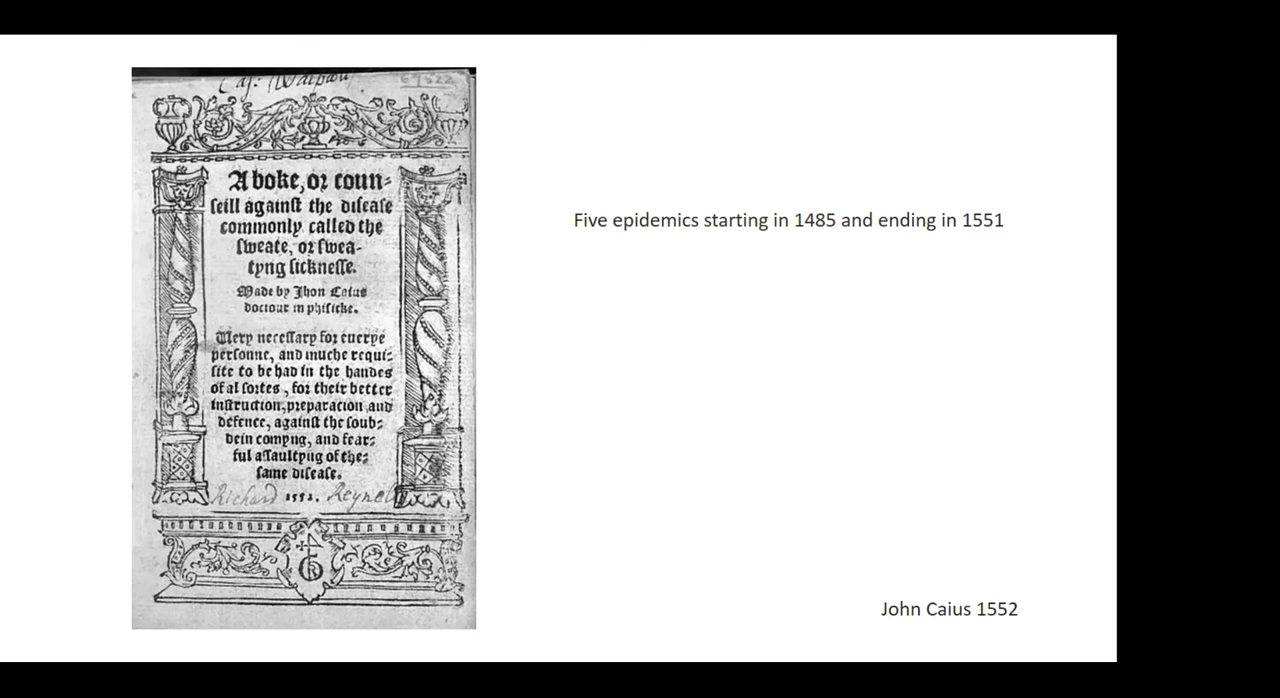 A boke, or coun-
seill against the disease
commonly called the
sweate, or swea-
tyng sicknesse.
Made by Jhon Caius
doctour in phisicke.
Very necessary for euerye
personne, and muche requi-
site to be had in the handes
of al sortes, for their better
instruction, preparacion and
defence, against the soub-
dein comyng, and fear-
ful assaultyng of the
same disease.
Richard 1552. Reynol
Five epidemics starting in 1485 and ending in 1551
John Caius 1552